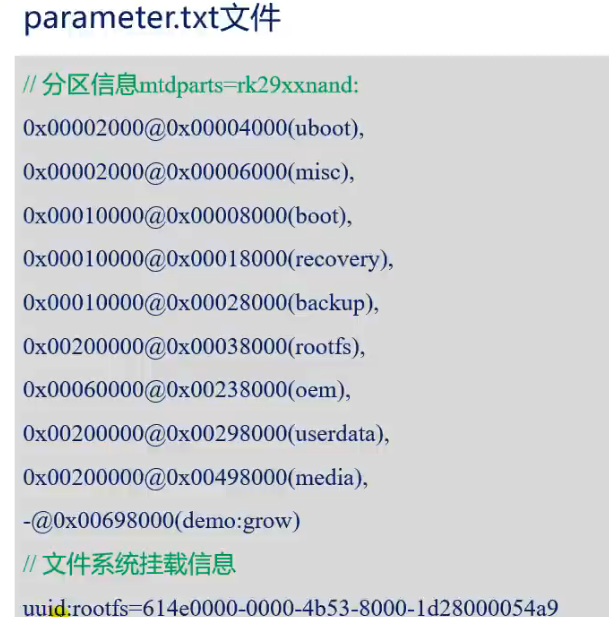 parameter.txt文件
// 分区信息mtdparts=rk29xxnand:
0x00002000@0x00004000(uboot),
0x00002000@0x00006000(misc),
0x00010000@0x00008000(boot),
0x00010000@0x00018000(recovery),
0x00010000@0x00028000(backup),
0x00200000@0x00038000(rootfs),
0x00060000@0x00238000(oem),
0x00200000@0x00298000(userdata),
0x00200000@0x00498000(media),
-@0x00698000(demo:grow)
// 文件系统挂载信息
uuid:rootfs=614e0000-0000-4b53-8000-1d28000054a9